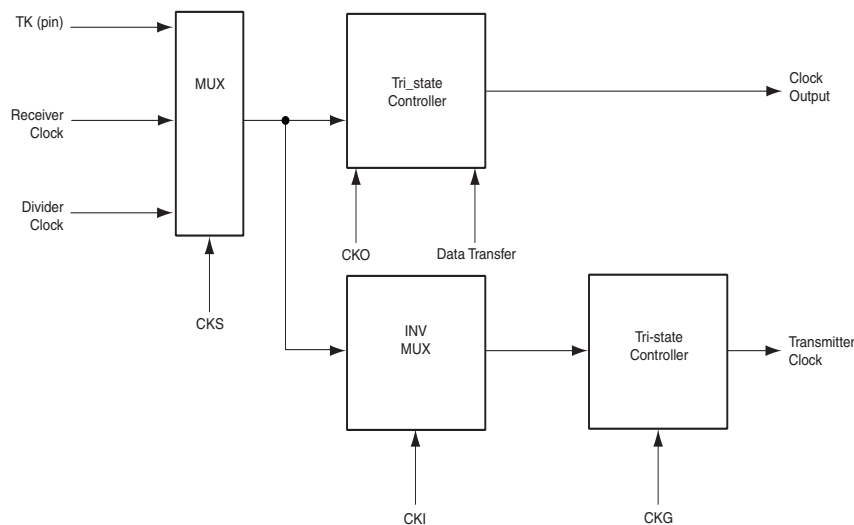 TK (pin)
MUX
Tri_state
Controller
Clock
Output
Receiver
Clock
Divider
Clock
CKO
Data Transfer
CKS
INV
MUX
Tri-state
Controller
Transmitter
Clock
CKI
CKG